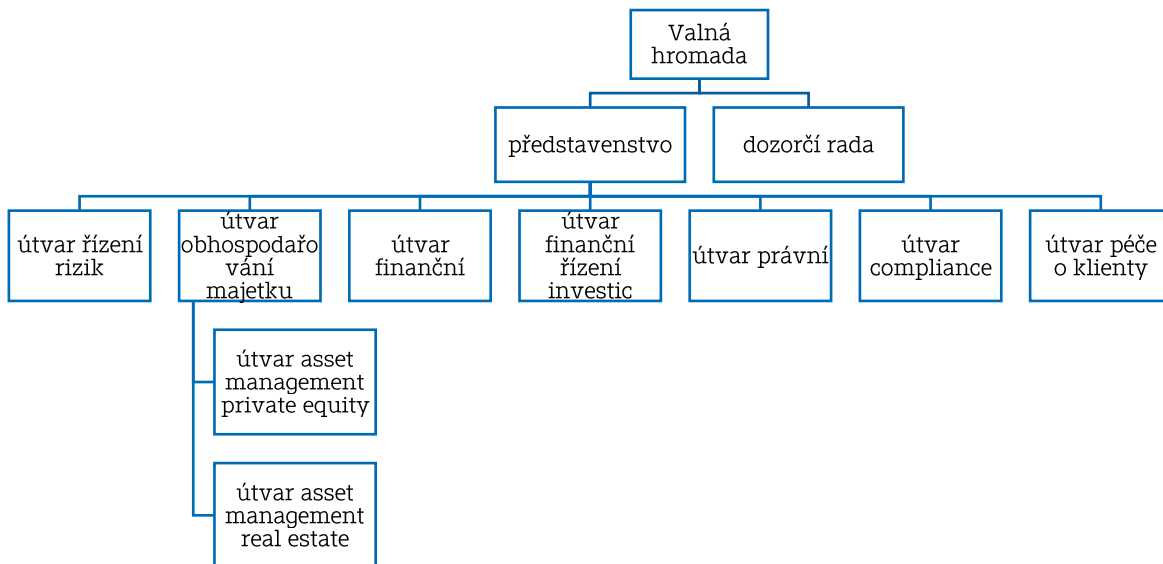 Valná
hromada
představenstvo
dozorčí rada
útvar řízení
rizik
útvar
obhospodařo
vání
majetku
útvar
finanční
útvar
finanční
řízení
investic
útvar právní
útvar
compliance
útvar péče
o klienty
útvar asset
management
private equity
útvar asset
management
real estate